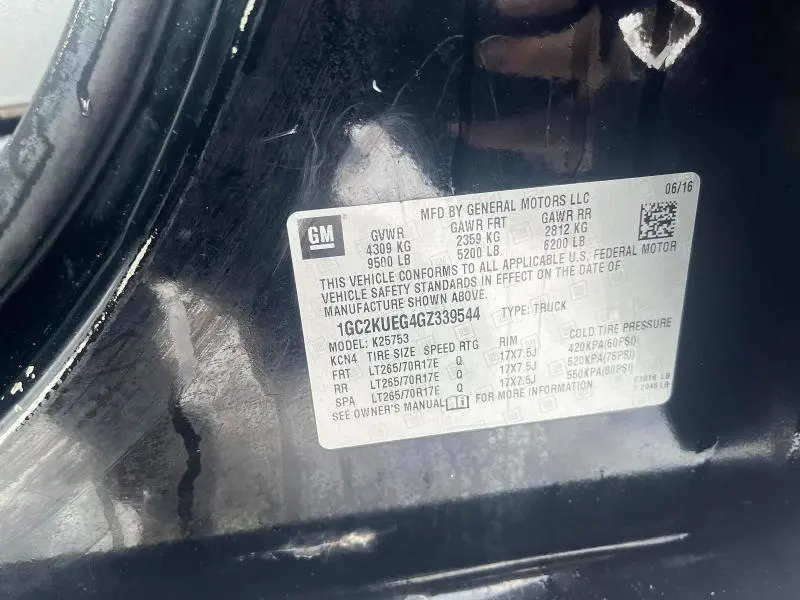 06/16
MFD BY GENERAL MOTORS LLC
GM
GVWR GAWR FRT GAWR RR
4309 KG 2359 KG 2812 KG
9500 LB 5200 LB 6200 LB
THIS VEHICLE CONFORMS TO ALL APPLICABLE U.S. FEDERAL MOTOR
VEHICLE SAFETY STANDARDS IN EFFECT ON THE DATE OF
MANUFACTURE SHOWN ABOVE.
1GC2KUEG4GZ339544 TYPE: TRUCK
MODEL: K25753
KCN4 TIRE SIZE SPEED RTG RIM COLD TIRE PRESSURE
FRT LT265/70R17E Q 17X7.5J 420KPA(60PSI)
RR LT265/70R17E Q 17X7.5J 520KPA(75PSI)
SPA LT265/70R17E Q 17X7.5J 550KPA(80PSI)
SEE OWNER'S MANUAL FOR MORE INFORMATION.